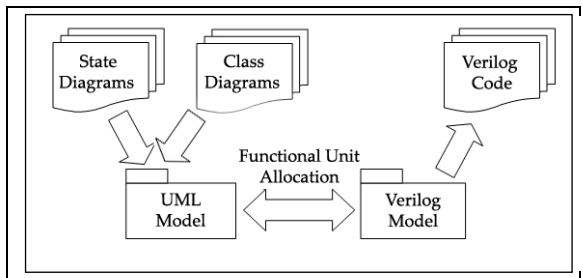 State
Diagrams
Class
Diagrams
Verilog
Code
Functional Unit
Allocation
UML
Model
Verilog
Model